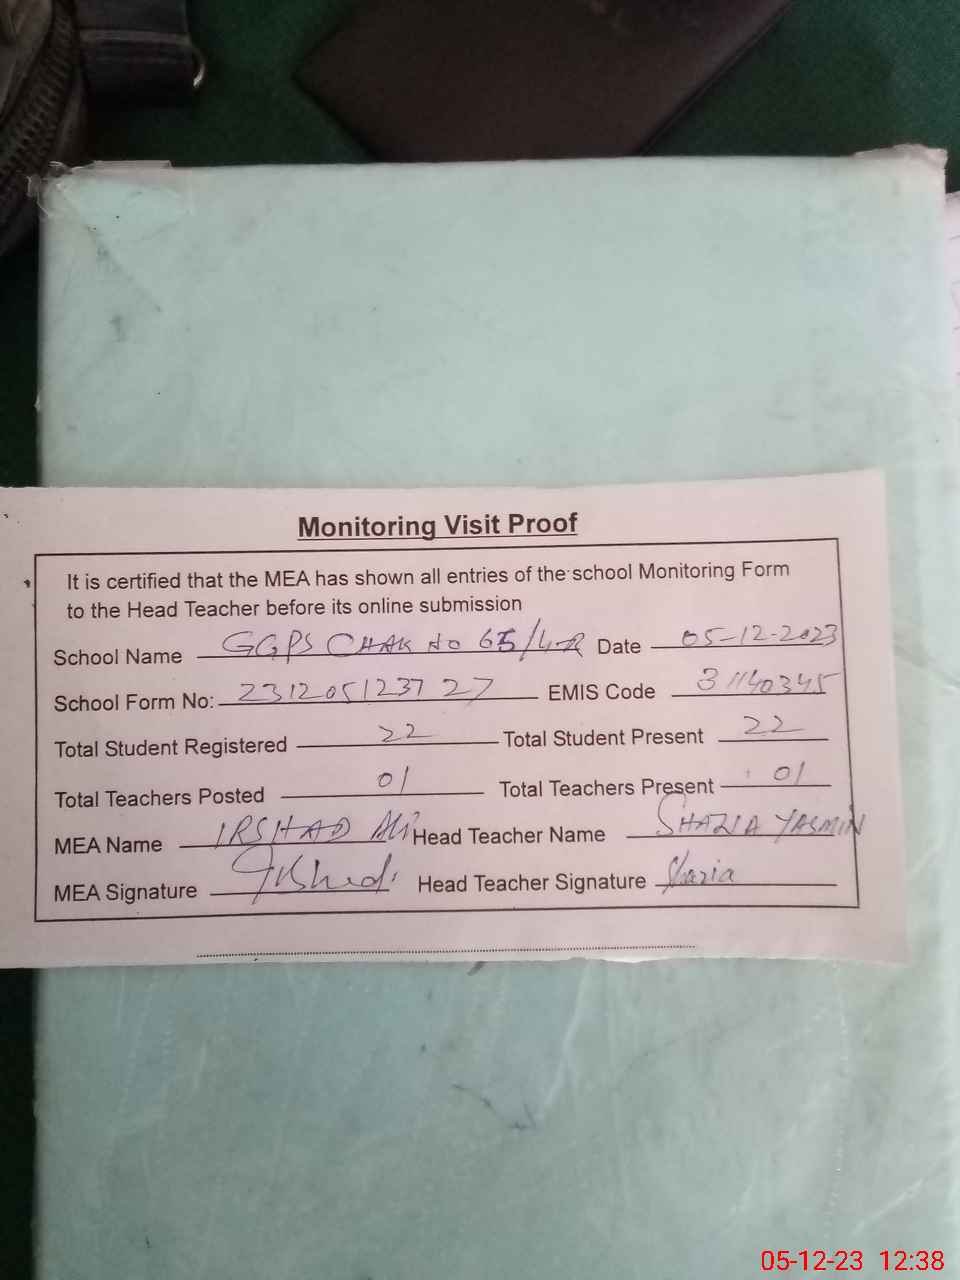 Monitoring Visit Proof
It is certified that the MEA has shown all entries of the school Monitoring Form
to the Head Teacher before its online submission
School Name GGPS CHAK No 65/4-R Date 05-12-2023
School Form No: 231205123727 EMIS Code 31140345
Total Student Registered 22 Total Student Present 22
Total Teachers Posted 01 Total Teachers Present 01
MEA Name IRSHAD Ali Head Teacher Name SHAZIA YASMIN
MEA Signature Irshad Head Teacher Signature Shazia
05-12-23 12:38